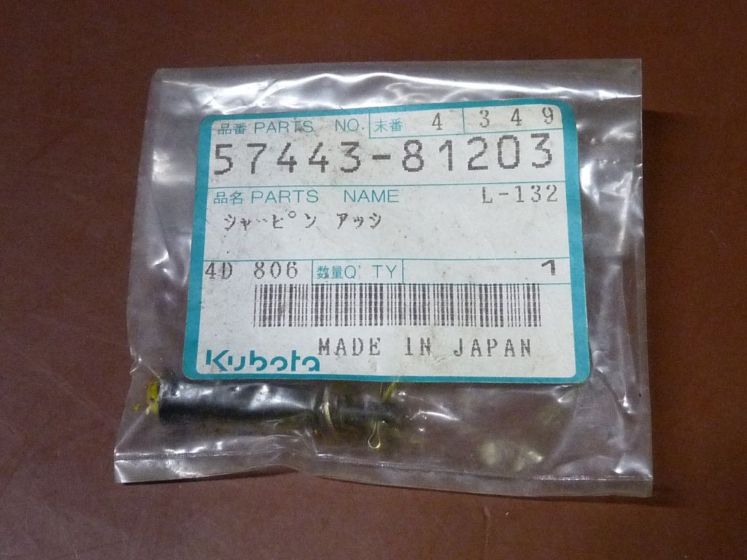 品番 PARTS NO. 末番 4 349
57443-81203
品名 PARTS NAME L-132
シャーピン アッシ
4D 806 数量Q'TY 1
MADE IN JAPAN
Kubota